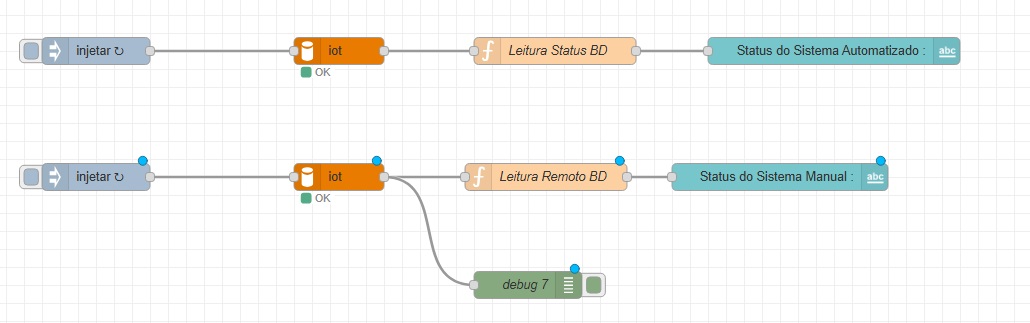 injetar ↻
iot
Leitura Status BD
Status do Sistema Automatizado :
abc
OK
injetar ↻
iot
Leitura Remoto BD
Status do Sistema Manual :
abc
OK
debug 7